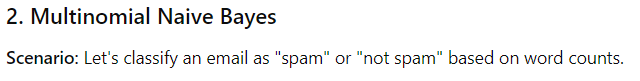 2. Multinomial Naive Bayes
Scenario: Let's classify an email as "spam" or "not spam" based on word counts.